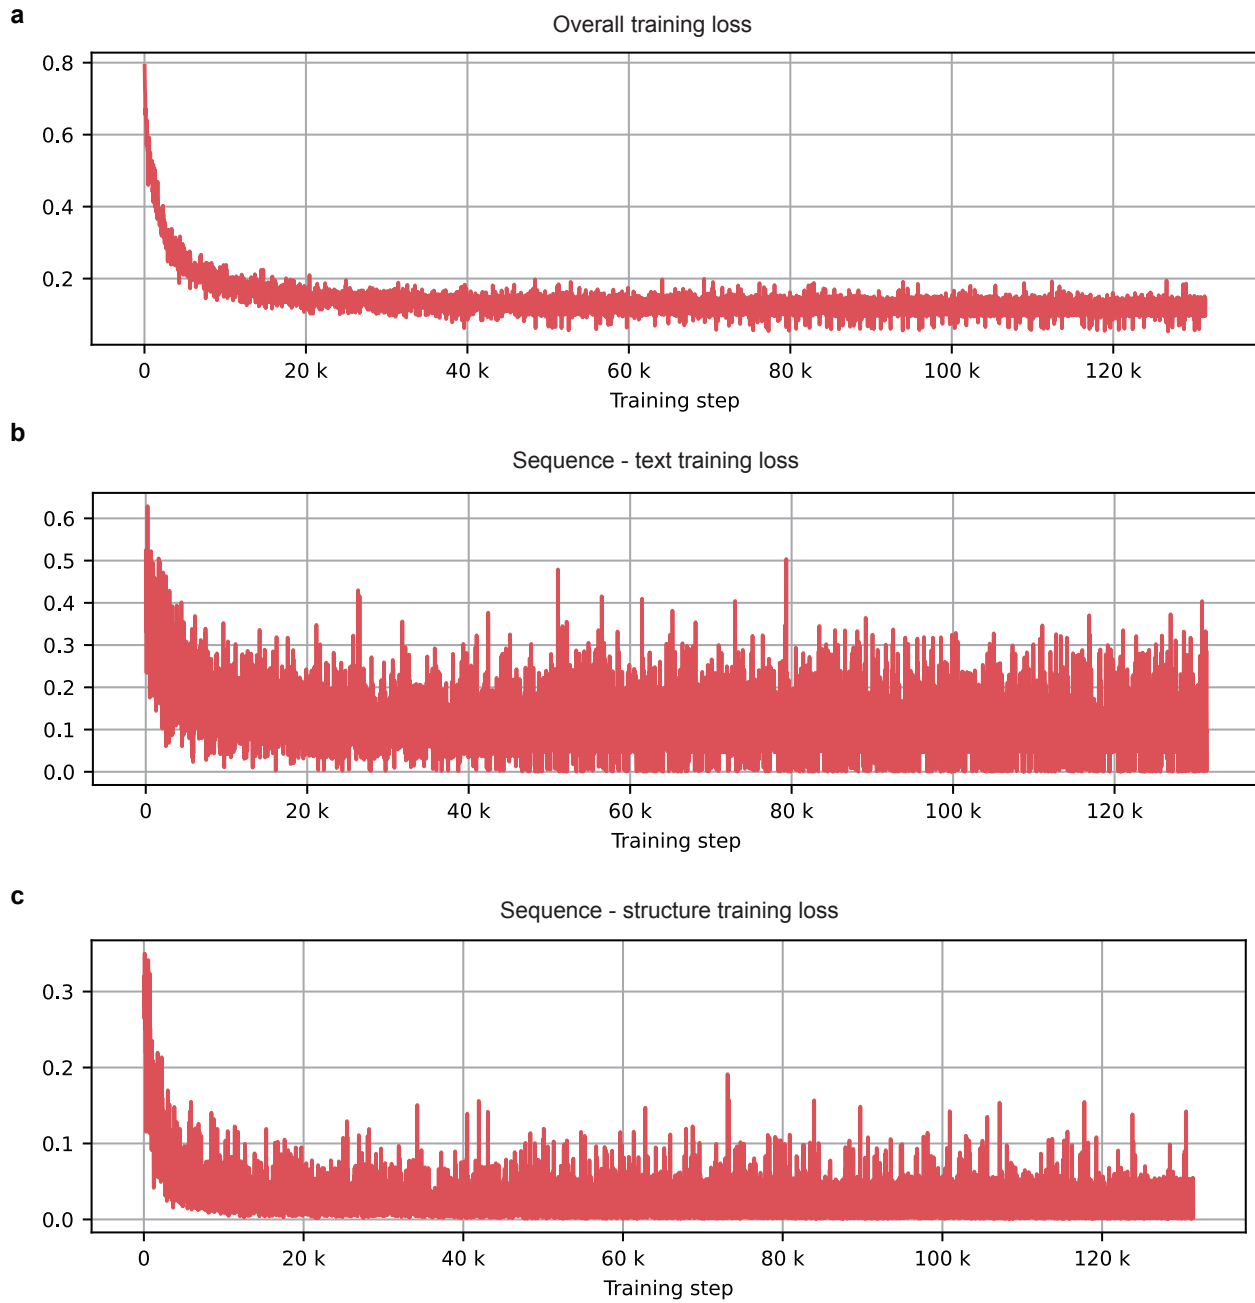 a
Overall training loss
0.8
0.6
0.4
0.2
0 20 k 40 k 60 k 80 k 100 k 120 k
Training step
b
Sequence - text training loss
0.6
0.5
0.4
0.3
0.2
0.1
0.0
0 20 k 40 k 60 k 80 k 100 k 120 k
Training step
c
Sequence - structure training loss
0.3
0.2
0.1
0.0
0 20 k 40 k 60 k 80 k 100 k 120 k
Training step